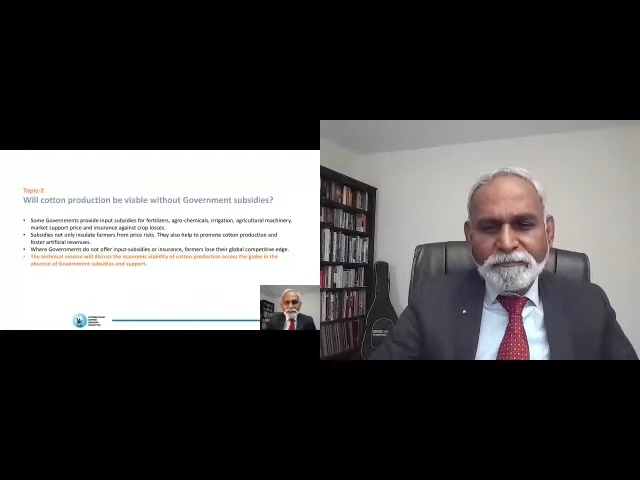 Topic-2
Will cotton production be viable without Government subsidies?
• Some Governments provide input subsidies for fertilizers, agro-chemicals, irrigation, agricultural machinery,
market support price and insurance against crop losses.
• Subsidies not only insulate farmers from price risks. They also help to promote cotton production and
foster artificial revenues.
• Where Governments do not offer input-subsidies or insurance, farmers lose their global competitive edge.
• The technical session will discuss the economic viability of cotton production across the globe in the
absence of Government subsidies and support.
INTERNATIONAL
COTTON